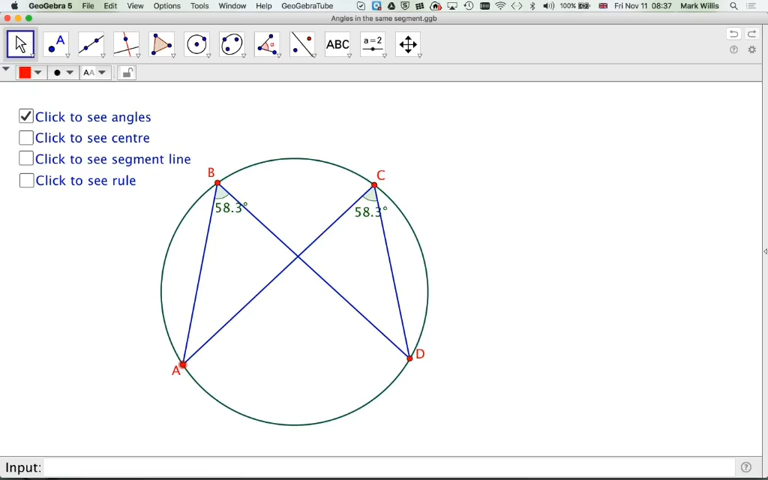 GeoGebra 5 File Edit View Options Tools Window Help GeoGebraTube 100% Fri Nov 11 08:37 Mark Willis
Angles in the same segment.ggb
A ABC a=2
AA
Click to see angles
Click to see centre
Click to see segment line
Click to see rule
B C
58.3° 58.3°
D
A
Input: